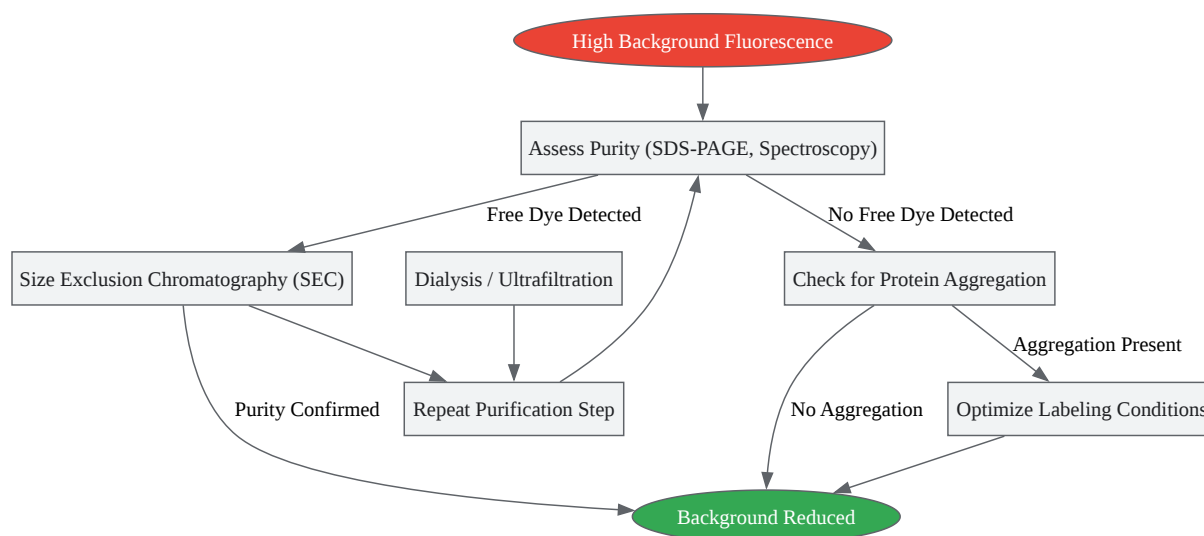 High Background Fluorescence
Assess Purity (SDS-PAGE, Spectroscopy)
Free Dye Detected
No Free Dye Detected
Size Exclusion Chromatography (SEC)
Dialysis / Ultrafiltration
Check for Protein Aggregation
Aggregation Present
Purity Confirmed
Repeat Purification Step
No Aggregation
Optimize Labeling Conditions
Background Reduced